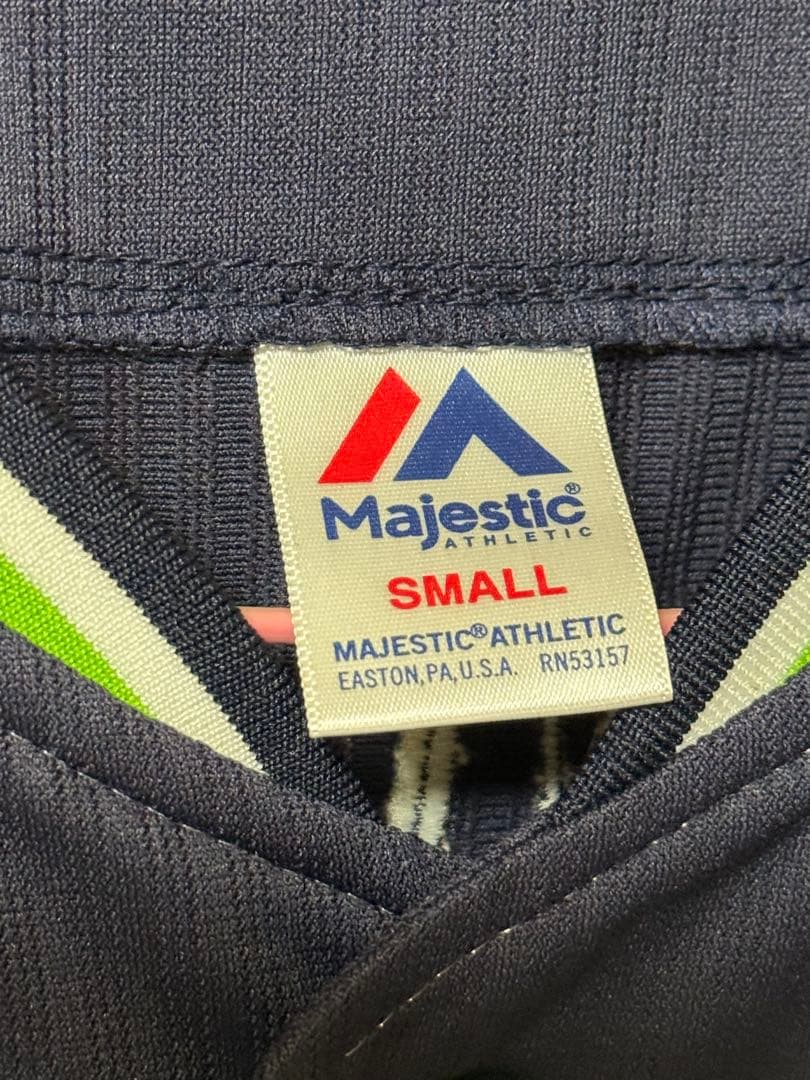 Majestic®
ATHLETIC
SMALL
MAJESTIC® ATHLETIC
EASTON, PA, U.S.A. RN53157